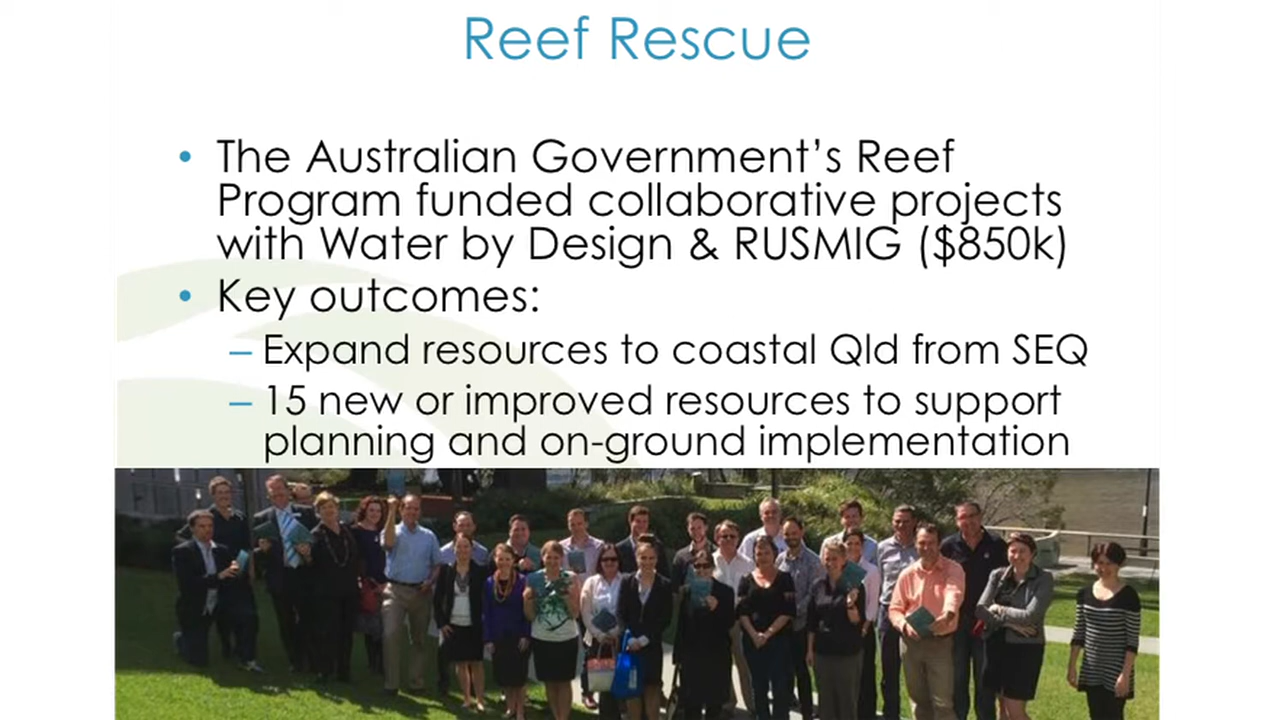 Reef Rescue
• The Australian Government's Reef
Program funded collaborative projects
with Water by Design & RUSMIG ($850k)
• Key outcomes:
– Expand resources to coastal Qld from SEQ
– 15 new or improved resources to support
planning and on-ground implementation